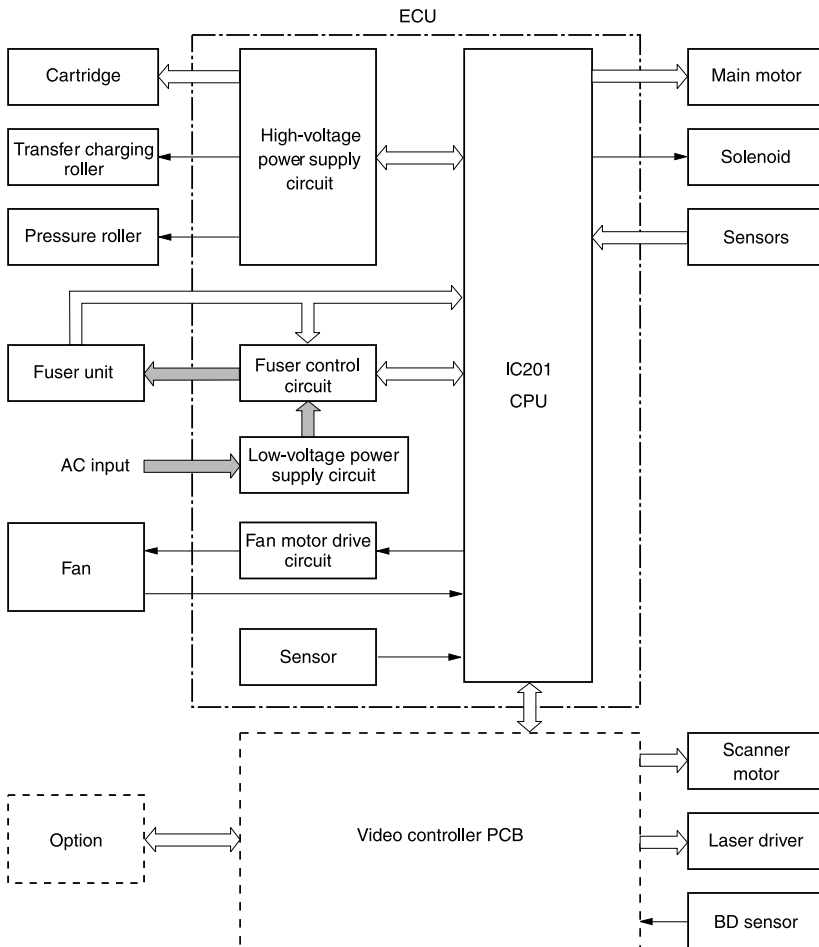 ECU
Cartridge
High-voltage
power supply
circuit
Main motor
Transfer charging
roller
Solenoid
Pressure roller
Sensors
Fuser unit
Fuser control
circuit
IC201
CPU
AC input
Low-voltage power
supply circuit
Fan
Fan motor drive
circuit
Sensor
Scanner
motor
Option
Video controller PCB
Laser driver
BD sensor